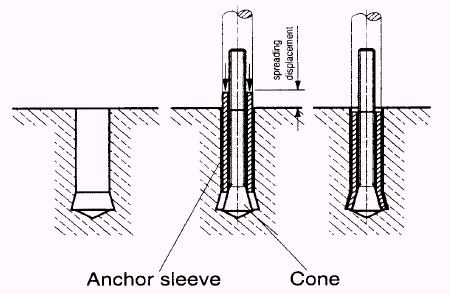 spreading
displacement
Anchor sleeve
Cone